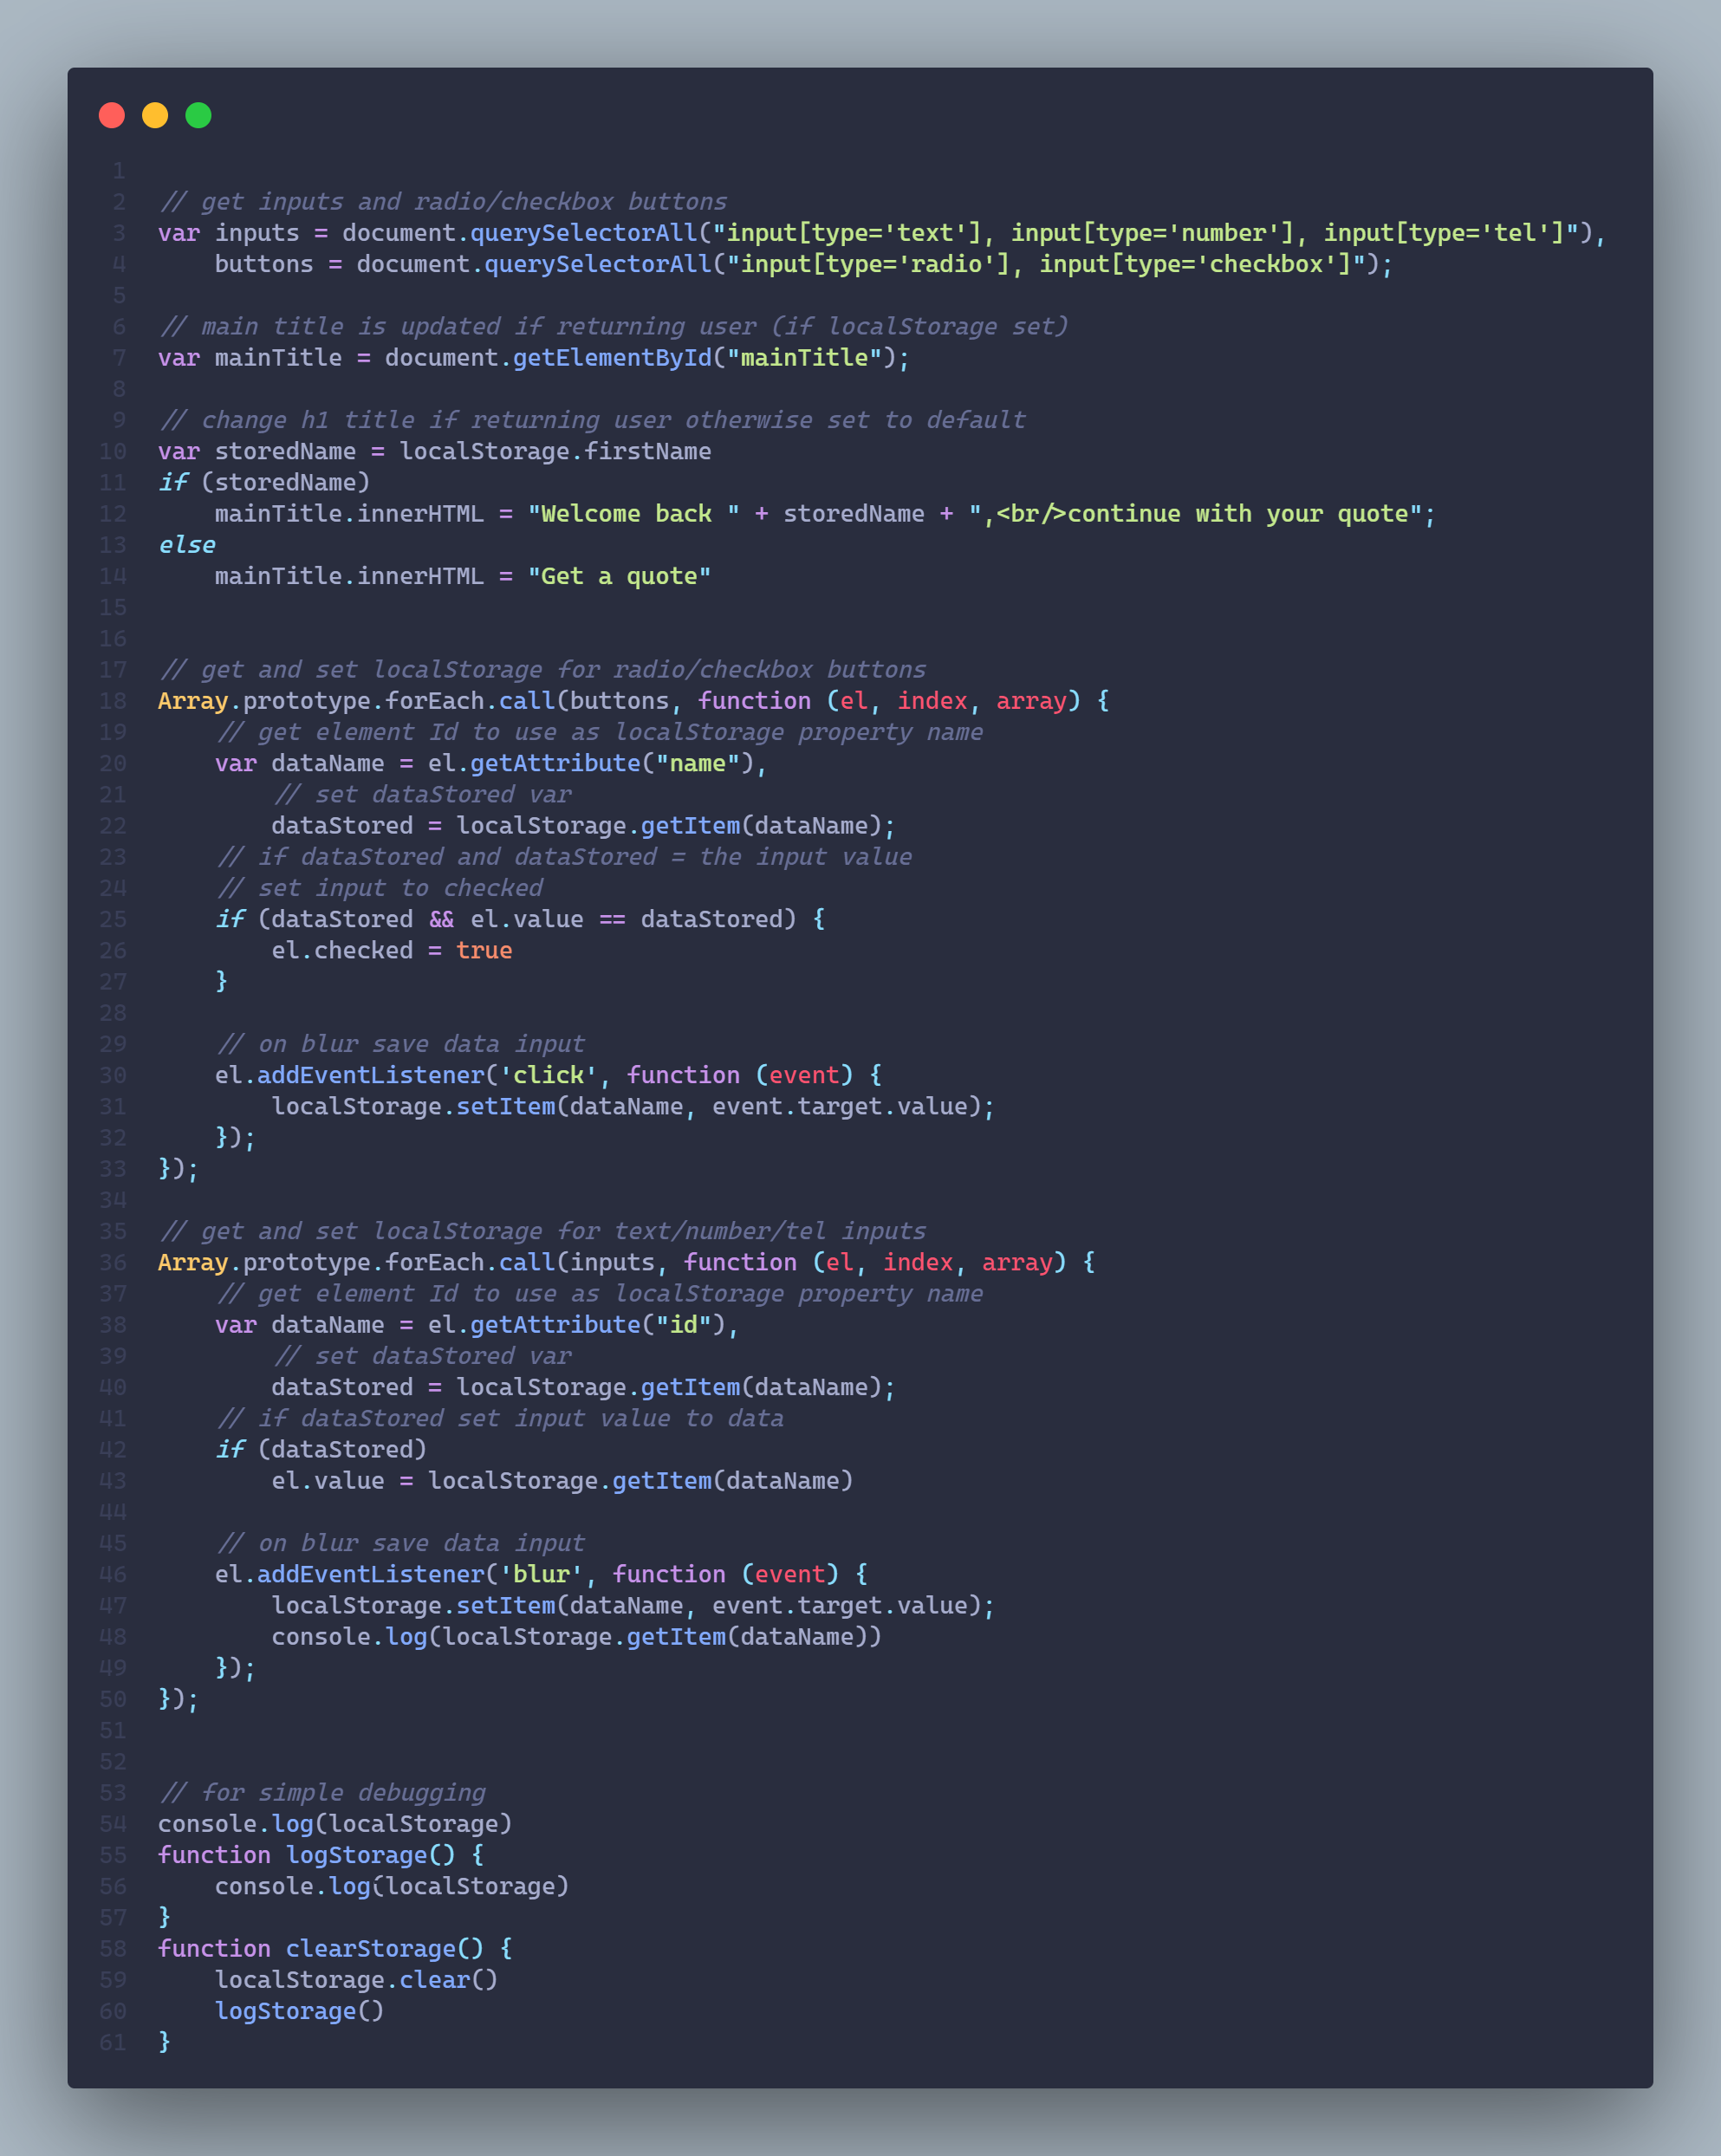 1
2 // get inputs and radio/checkbox buttons
3 var inputs = document.querySelectorAll("input[type='text'], input[type='number'], input[type='tel']"),
4     buttons = document.querySelectorAll("input[type='radio'], input[type='checkbox']");
5
6 // main title is updated if returning user (if localStorage set)
7 var mainTitle = document.getElementById("mainTitle");
8
9 // change h1 title if returning user otherwise set to default
10 var storedName = localStorage.firstName
11 if (storedName)
12     mainTitle.innerHTML = "Welcome back " + storedName + ",<br/>continue with your quote";
13 else
14     mainTitle.innerHTML = "Get a quote"
15
16
17 // get and set localStorage for radio/checkbox buttons
18 Array.prototype.forEach.call(buttons, function (el, index, array) {
19     // get element Id to use as localStorage property name
20     var dataName = el.getAttribute("name"),
21         // set dataStored var
22         dataStored = localStorage.getItem(dataName);
23     // if dataStored and dataStored = the input value
24     // set input to checked
25     if (dataStored && el.value == dataStored) {
26         el.checked = true
27     }
28
29     // on blur save data input
30     el.addEventListener('click', function (event) {
31         localStorage.setItem(dataName, event.target.value);
32     });
33 });
34
35 // get and set localStorage for text/number/tel inputs
36 Array.prototype.forEach.call(inputs, function (el, index, array) {
37     // get element Id to use as localStorage property name
38     var dataName = el.getAttribute("id"),
39         // set dataStored var
40         dataStored = localStorage.getItem(dataName);
41     // if dataStored set input value to data
42     if (dataStored)
43         el.value = localStorage.getItem(dataName)
44
45     // on blur save data input
46     el.addEventListener('blur', function (event) {
47         localStorage.setItem(dataName, event.target.value);
48         console.log(localStorage.getItem(dataName))
49     });
50 });
51
52
53 // for simple debugging
54 console.log(localStorage)
55 function logStorage() {
56     console.log(localStorage)
57 }
58 function clearStorage() {
59     localStorage.clear()
60     logStorage()
61 }